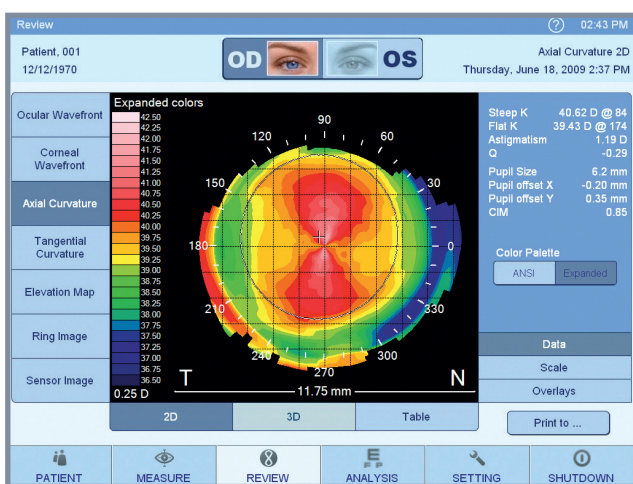 Review
02:43 PM
Patient, 001
12/12/1970
OD
OS
Axial Curvature 2D
Thursday, June 18, 2009 2:37 PM
Ocular Wavefront
Corneal
Wavefront
Axial Curvature
Tangential
Curvature
Elevation Map
Ring Image
Sensor Image
Expanded colors
42.50
42.25
42.00
41.75
41.50
41.25
41.00
40.75
40.50
40.25
40.00
39.75
39.50
39.25
39.00
38.75
38.50
38.25
38.00
37.75
37.50
37.25
37.00
36.75
36.50
0.25 D
90
120
60
150
30
180
0
210
330
240
300
270
T
N
11.75 mm
Steep K 40.62 D @ 84
Flat K 39.43 D @ 174
Astigmatism 1.19 D
Q -0.29
Pupil Size 6.2 mm
Pupil offset X -0.20 mm
Pupil offset Y 0.35 mm
CIM 0.85
Color Palette
ANSI Expanded
Data
Scale
Overlays
2D 3D Table
Print to ...
PATIENT MEASURE REVIEW ANALYSIS SETTING SHUTDOWN